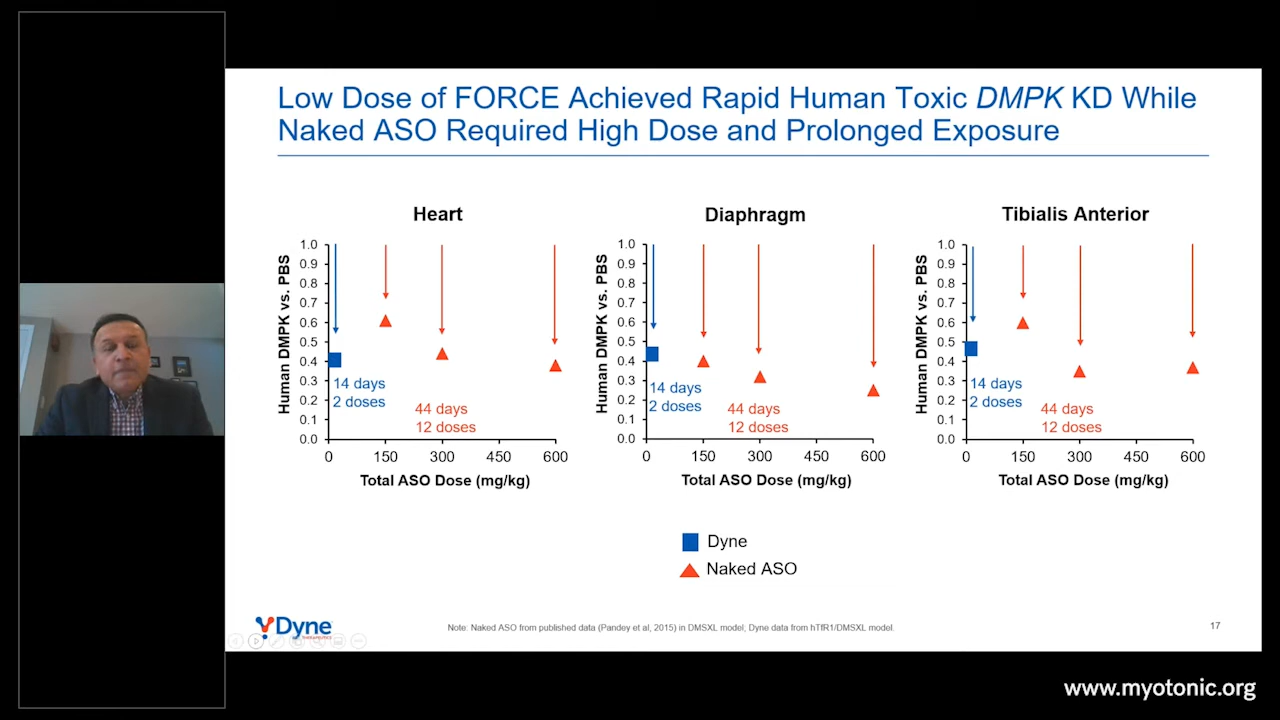 Low Dose of FORCE Achieved Rapid Human Toxic DMPK KD While
Naked ASO Required High Dose and Prolonged Exposure
Heart
Human DMPK vs. PBS
1.0
0.9
0.8
0.7
0.6
0.5
0.4
0.3
0.2
0.1
0.0
14 days
2 doses
44 days
12 doses
0 150 300 450 600
Total ASO Dose (mg/kg)
Diaphragm
Human DMPK vs. PBS
1.0
0.9
0.8
0.7
0.6
0.5
0.4
0.3
0.2
0.1
0.0
14 days
2 doses
44 days
12 doses
0 150 300 450 600
Total ASO Dose (mg/kg)
Tibialis Anterior
Human DMPK vs. PBS
1.0
0.9
0.8
0.7
0.6
0.5
0.4
0.3
0.2
0.1
0.0
14 days
2 doses
44 days
12 doses
0 150 300 450 600
Total ASO Dose (mg/kg)
Dyne
Naked ASO
Dyne
Note: Naked ASO from published data (Pandey et al, 2015) in DMSXL model; Dyne data from hTfR1/DMSXL model.
17
www.myotonic.org